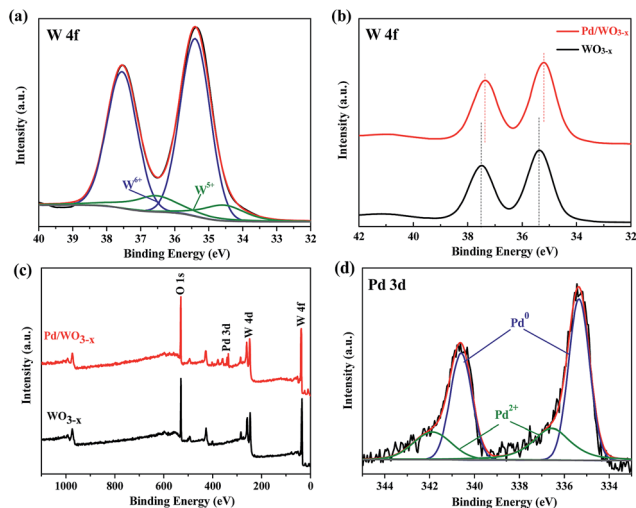 (a)
W 4f
W6+
W5+
Intensity (a.u.)
40 39 38 37 36 35 34 33 32
Binding Energy (eV)
(b)
W 4f
Pd/WO3-x
WO3-x
Intensity (a.u.)
42 40 38 36 34 32
Binding Energy (eV)
(c)
O 1s
Pd 3d
W 4d
W 4f
Pd/WO3-x
WO3-x
Intensity (a.u.)
1000 800 600 400 200 0
Binding Energy (eV)
(d)
Pd 3d
Pd0
Pd2+
Intensity (a.u.)
344 342 340 338 336 334
Binding Energy (eV)